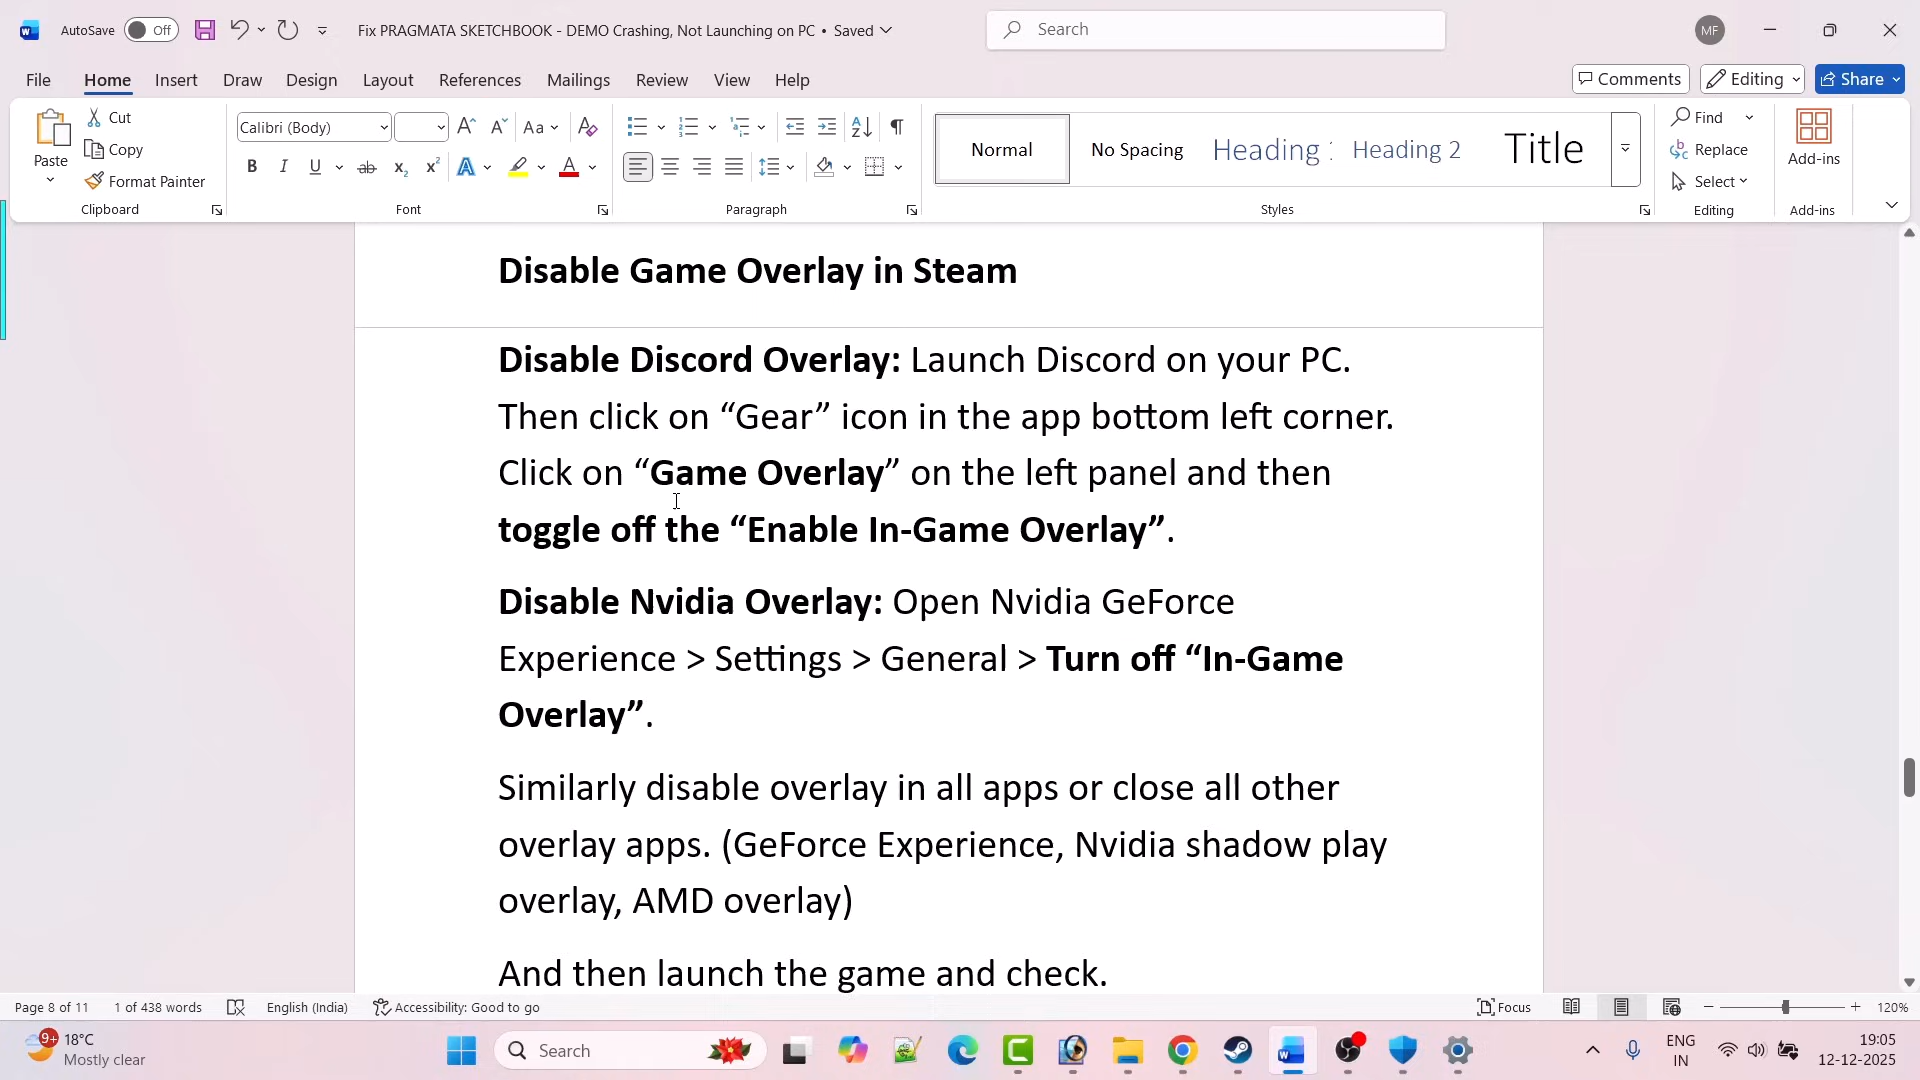 AutoSave Off Fix PRAGMATA SKETCHBOOK - DEMO Crashing, Not Launching on PC • Saved Search MF
File Home Insert Draw Design Layout References Mailings Review View Help Comments Editing Share
Paste Cut Copy Format Painter Clipboard
Calibri (Body) Aa B I U ab x₂ x² A A Font
Paragraph
Normal No Spacing Heading Heading 2 Title Styles
Find Replace Select Editing
Add-ins Add-ins
Disable Game Overlay in Steam
Disable Discord Overlay: Launch Discord on your PC.
Then click on “Gear” icon in the app bottom left corner.
Click on “Game Overlay” on the left panel and then
toggle off the “Enable In-Game Overlay”.
Disable Nvidia Overlay: Open Nvidia GeForce
Experience > Settings > General > Turn off “In-Game
Overlay”.
Similarly disable overlay in all apps or close all other
overlay apps. (GeForce Experience, Nvidia shadow play
overlay, AMD overlay)
And then launch the game and check.
Page 8 of 11 1 of 438 words English (India) Accessibility: Good to go Focus 120%
9+ 18°C
Mostly clear
Search
ENG
IN
19:05
12-12-2025